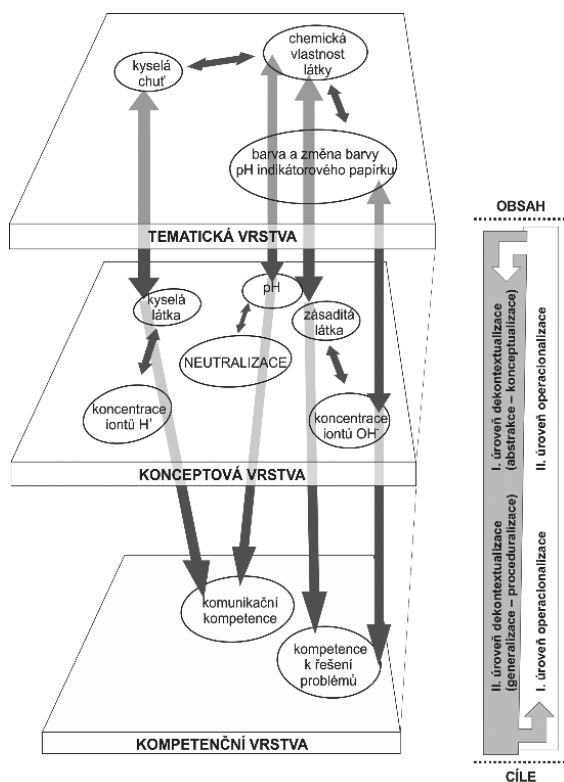 chemická
vlastnost
látky
kyselá
chuť
barva a změna barvy
pH indikátorového papírku
TEMATICKÁ VRSTVA
kyselá
látka
pH
zásaditá
látka
NEUTRALIZACE
koncentrace
iontů H⁺
koncentrace
iontů OH⁻
KONCEPTOVÁ VRSTVA
komunikační
kompetence
kompetence
k řešení
problémů
KOMPETENČNÍ VRSTVA
OBSAH
I. úroveň dekontextualizace
(abstrakce – konceptualizace)
II. úroveň operacionalizace
II. úroveň dekontextualizace
(generalizace – proceduralizace)
I. úroveň operacionalizace
CÍLE